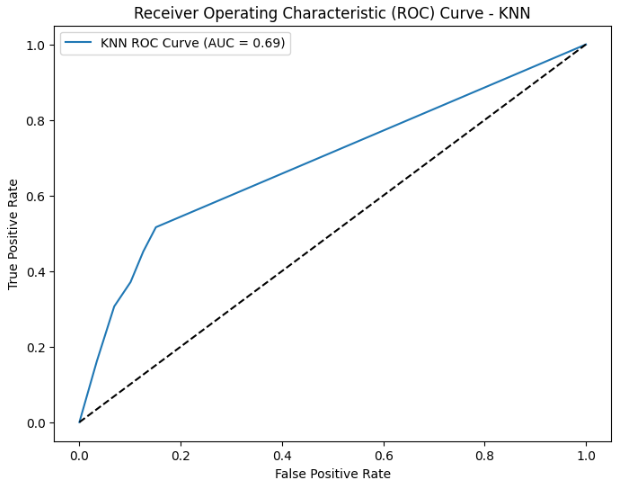 Receiver Operating Characteristic (ROC) Curve - KNN
KNN ROC Curve (AUC = 0.69)
True Positive Rate
1.0
0.8
0.6
0.4
0.2
0.0
0.0 0.2 0.4 0.6 0.8 1.0
False Positive Rate